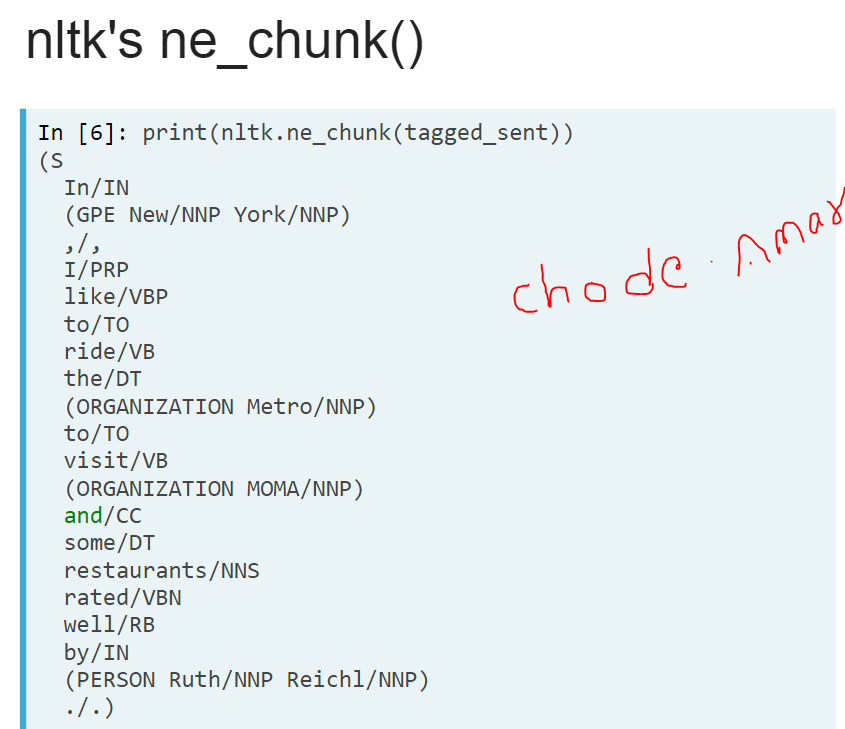 nltk's ne_chunk()
In [6]: print(nltk.ne_chunk(tagged_sent))
(S
In/IN
(GPE New/NNP York/NNP)
,/,
I/PRP
like/VBP
to/TO
ride/VB
the/DT
(ORGANIZATION Metro/NNP)
to/TO
visit/VB
(ORGANIZATION MOMA/NNP)
and/CC
some/DT
restaurants/NNS
rated/VBN
well/RB
by/IN
(PERSON Ruth/NNP Reichl/NNP)
./.)
chode. Amar